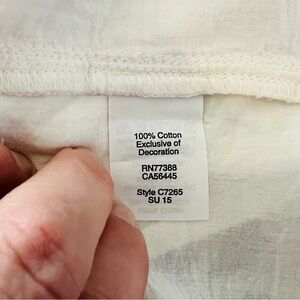 100% Cotton
Exclusive of
Decoration
RN77388
CA56445
Style C7265
SU 15